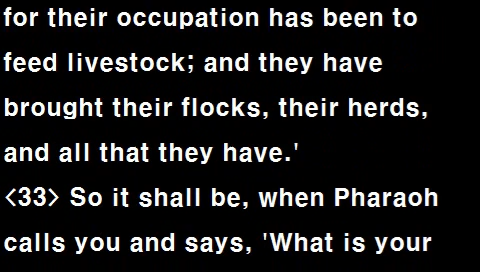 for their occupation has been to
feed livestock; and they have
brought their flocks, their herds,
and all that they have.'
<33> So it shall be, when Pharaoh
calls you and says, 'What is your